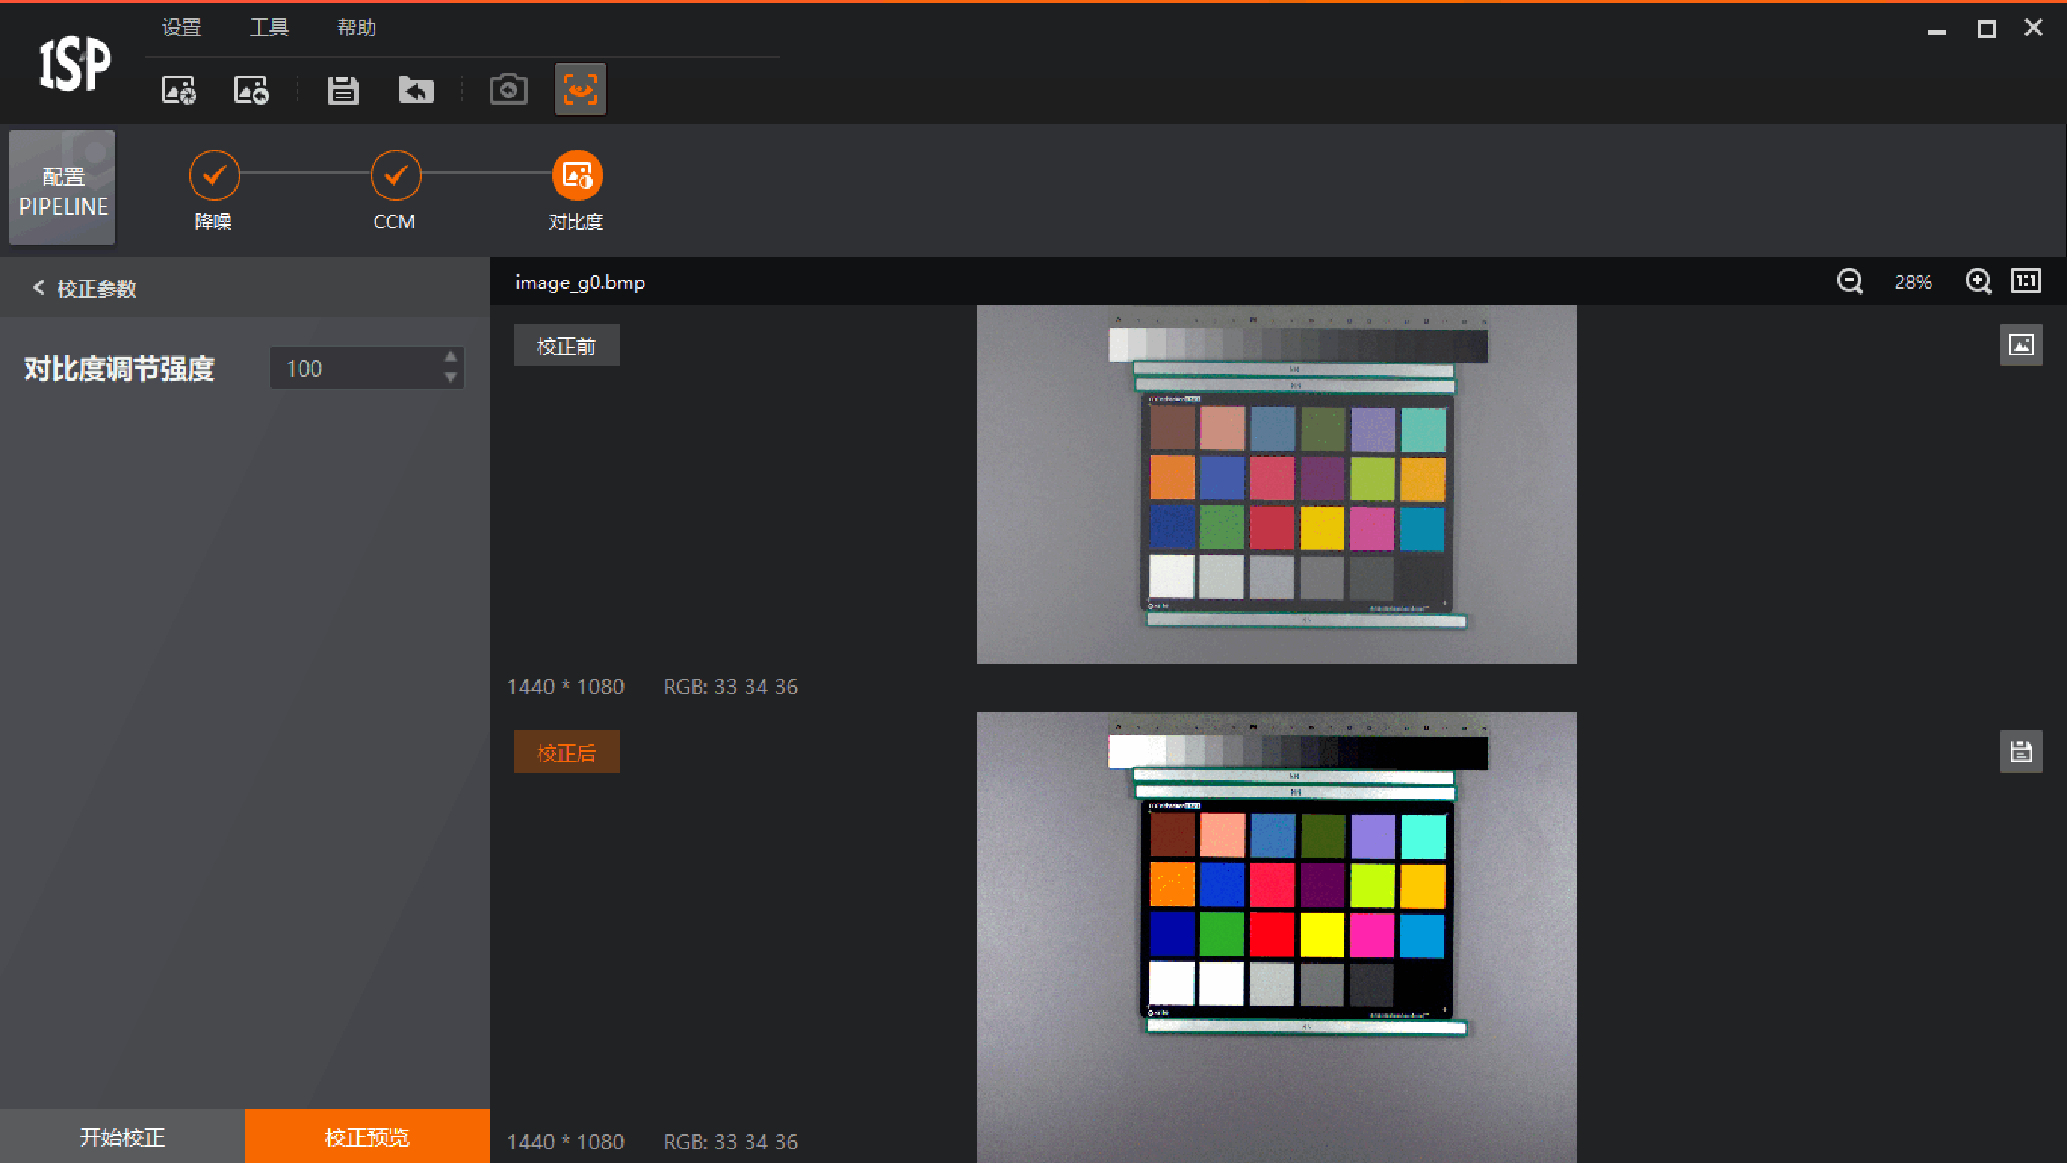 ISP
设置 工具 帮助
配置
PIPELINE
降噪 CCM 对比度
校正参数
image_g0.bmp
28%
1:1
对比度调节强度 100
校正前
1440 * 1080 RGB: 33 34 36
校正后
1440 * 1080 RGB: 33 34 36
开始校正 校正预览